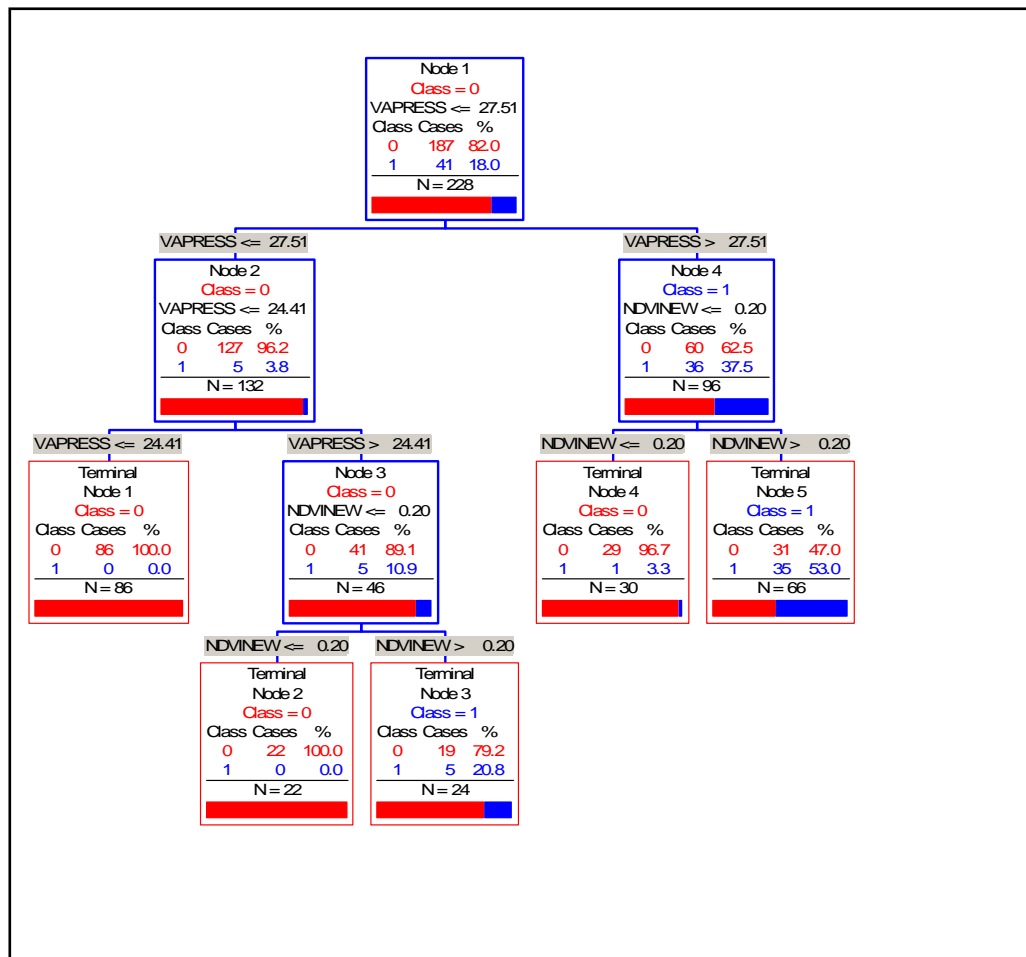 Node 1
Class = 0
VAPRESS <= 27.51
Class Cases %
0 187 82.0
1 41 18.0
N = 228
VAPRESS <= 27.51
VAPRESS > 27.51
Node 2
Class = 0
VAPRESS <= 24.41
Class Cases %
0 127 96.2
1 5 3.8
N = 132
Node 4
Class = 1
NDVINEW <= 0.20
Class Cases %
0 60 62.5
1 36 37.5
N = 96
VAPRESS <= 24.41
VAPRESS > 24.41
NDVINEW <= 0.20
NDVINEW > 0.20
Terminal
Node 1
Class = 0
Class Cases %
0 86 100.0
1 0 0.0
N = 86
Node 3
Class = 0
NDVINEW <= 0.20
Class Cases %
0 41 89.1
1 5 10.9
N = 46
Terminal
Node 4
Class = 0
Class Cases %
0 29 96.7
1 1 3.3
N = 30
Terminal
Node 5
Class = 1
Class Cases %
0 31 47.0
1 35 53.0
N = 66
NDVINEW <= 0.20
NDVINEW > 0.20
Terminal
Node 2
Class = 0
Class Cases %
0 22 100.0
1 0 0.0
N = 22
Terminal
Node 3
Class = 1
Class Cases %
0 19 79.2
1 5 20.8
N = 24